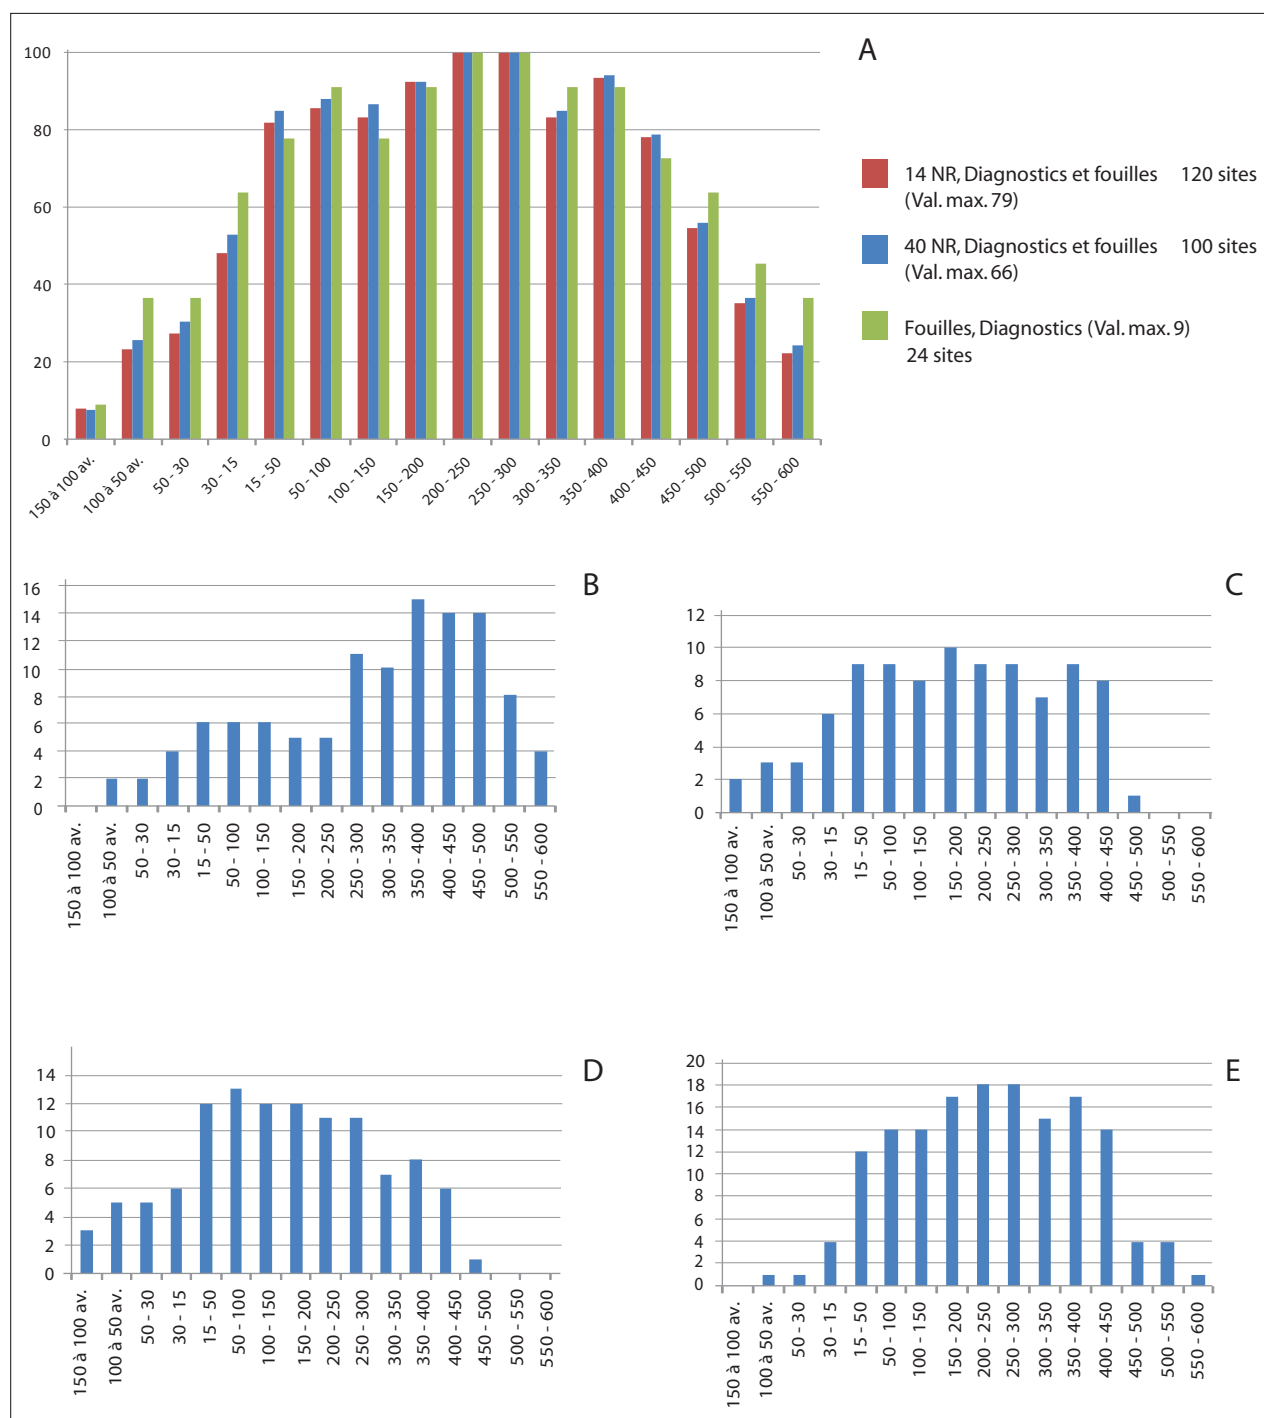 A
100
80
60
40
20
0
150 à 100 av.
100 à 50 av.
50 - 30
30 - 15
15 - 50
50 - 100
100 - 150
150 - 200
200 - 250
250 - 300
300 - 350
350 - 400
400 - 450
450 - 500
500 - 550
550 - 600
14 NR, Diagnostics et fouilles 120 sites
(Val. max. 79)
40 NR, Diagnostics et fouilles 100 sites
(Val. max. 66)
Fouilles, Diagnostics (Val. max. 9)
24 sites
B
16
14
12
10
8
6
4
2
0
150 à 100 av.
100 à 50 av.
50 - 30
30 - 15
15 - 50
50 - 100
100 - 150
150 - 200
200 - 250
250 - 300
300 - 350
350 - 400
400 - 450
450 - 500
500 - 550
550 - 600
C
12
10
8
6
4
2
0
150 à 100 av.
100 à 50 av.
50 - 30
30 - 15
15 - 50
50 - 100
100 - 150
150 - 200
200 - 250
250 - 300
300 - 350
350 - 400
400 - 450
450 - 500
500 - 550
550 - 600
D
14
12
10
8
6
4
2
0
150 à 100 av.
100 à 50 av.
50 - 30
30 - 15
15 - 50
50 - 100
100 - 150
150 - 200
200 - 250
250 - 300
300 - 350
350 - 400
400 - 450
450 - 500
500 - 550
550 - 600
E
20
18
16
14
12
10
8
6
4
2
0
150 à 100 av.
100 à 50 av.
50 - 30
30 - 15
15 - 50
50 - 100
100 - 150
150 - 200
200 - 250
250 - 300
300 - 350
350 - 400
400 - 450
450 - 500
500 - 550
550 - 600